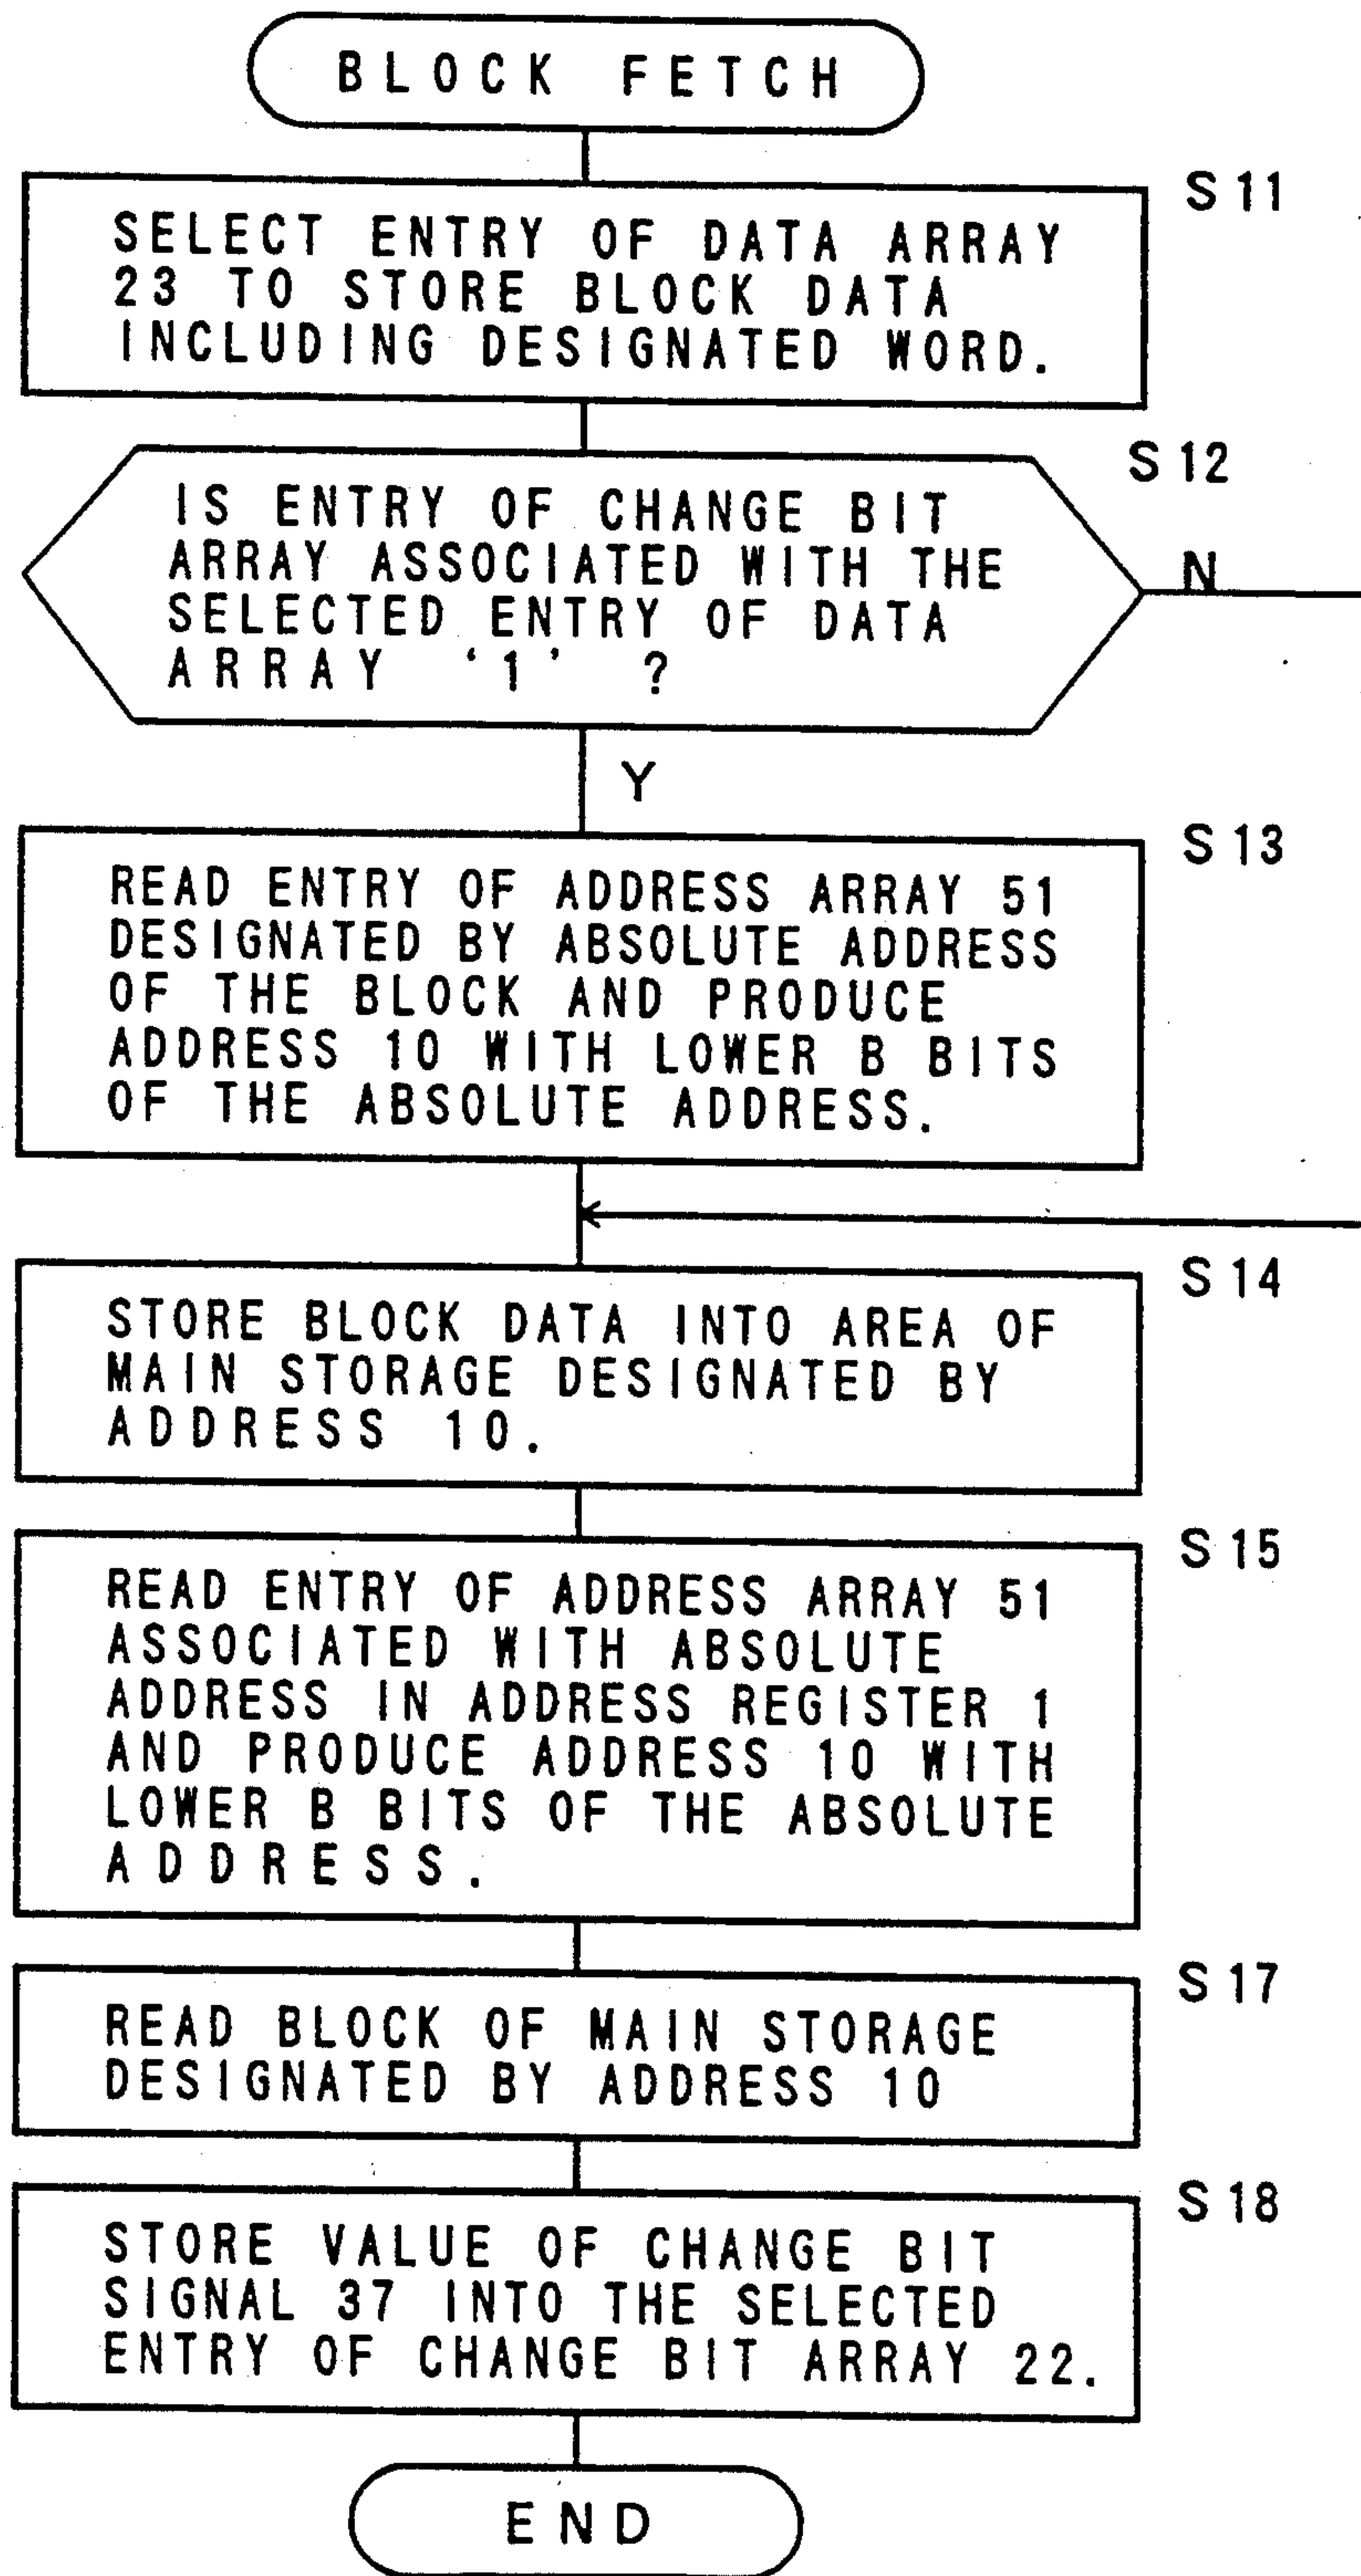 BLOCK FETCH
S11
SELECT ENTRY OF DATA ARRAY
23 TO STORE BLOCK DATA
INCLUDING DESIGNATED WORD.
S12
IS ENTRY OF CHANGE BIT
ARRAY ASSOCIATED WITH THE
SELECTED ENTRY OF DATA
ARRAY '1' ?
N
Y
S13
READ ENTRY OF ADDRESS ARRAY 51
DESIGNATED BY ABSOLUTE ADDRESS
OF THE BLOCK AND PRODUCE
ADDRESS 10 WITH LOWER B BITS
OF THE ABSOLUTE ADDRESS.
S14
STORE BLOCK DATA INTO AREA OF
MAIN STORAGE DESIGNATED BY
ADDRESS 10.
S15
READ ENTRY OF ADDRESS ARRAY 51
ASSOCIATED WITH ABSOLUTE
ADDRESS IN ADDRESS REGISTER 1
AND PRODUCE ADDRESS 10 WITH
LOWER B BITS OF THE ABSOLUTE
ADDRESS.
S17
READ BLOCK OF MAIN STORAGE
DESIGNATED BY ADDRESS 10
S18
STORE VALUE OF CHANGE BIT
SIGNAL 37 INTO THE SELECTED
ENTRY OF CHANGE BIT ARRAY 22.
END